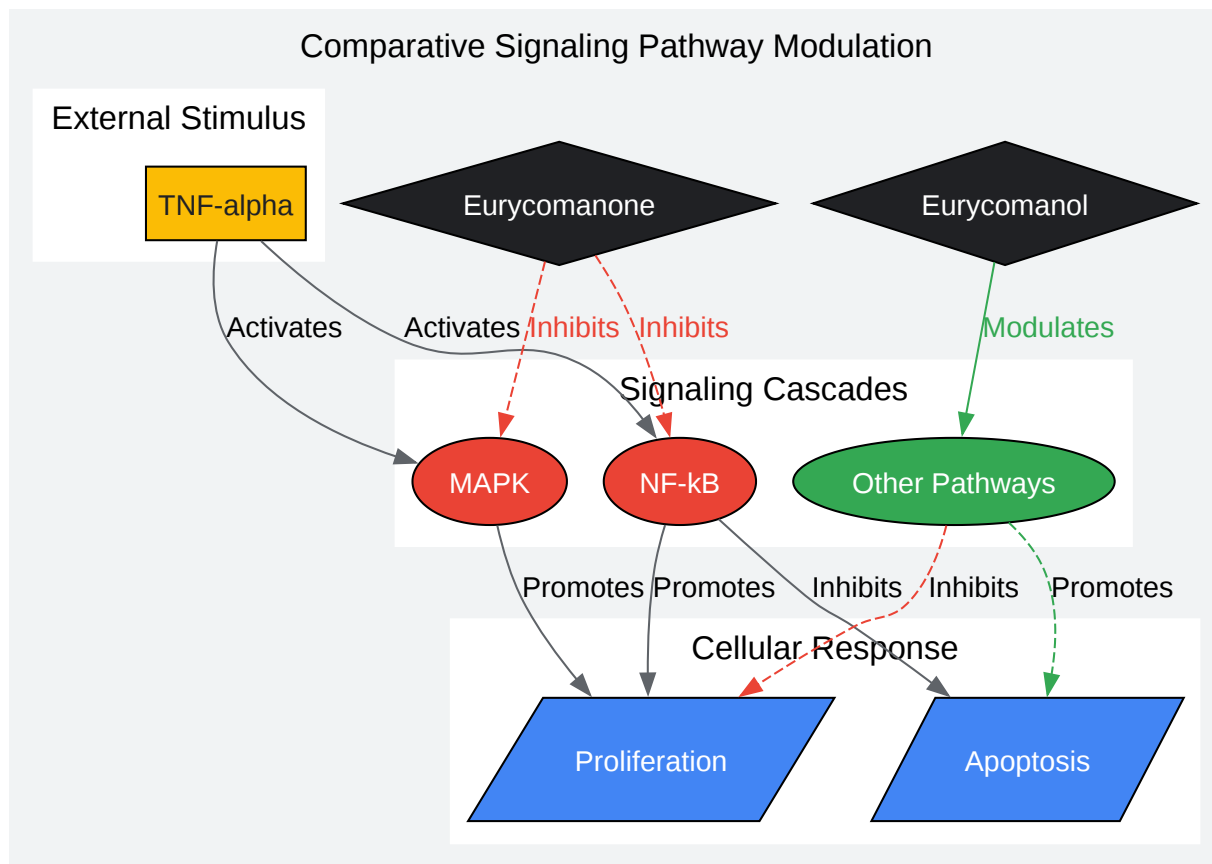 Comparative Signaling Pathway Modulation
External Stimulus
TNF-alpha
Eurycomanone
Eurycomanol
Activates
Activates
Inhibits
Inhibits
Modulates
Signaling Cascades
MAPK
NF-kB
Other Pathways
Promotes
Promotes
Inhibits
Inhibits
Promotes
Cellular Response
Proliferation
Apoptosis